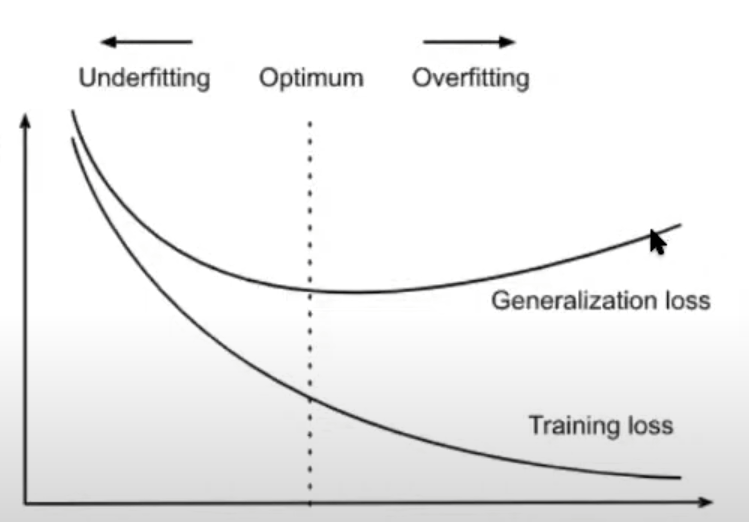 Underfitting Optimum Overfitting
Generalization loss
Training loss